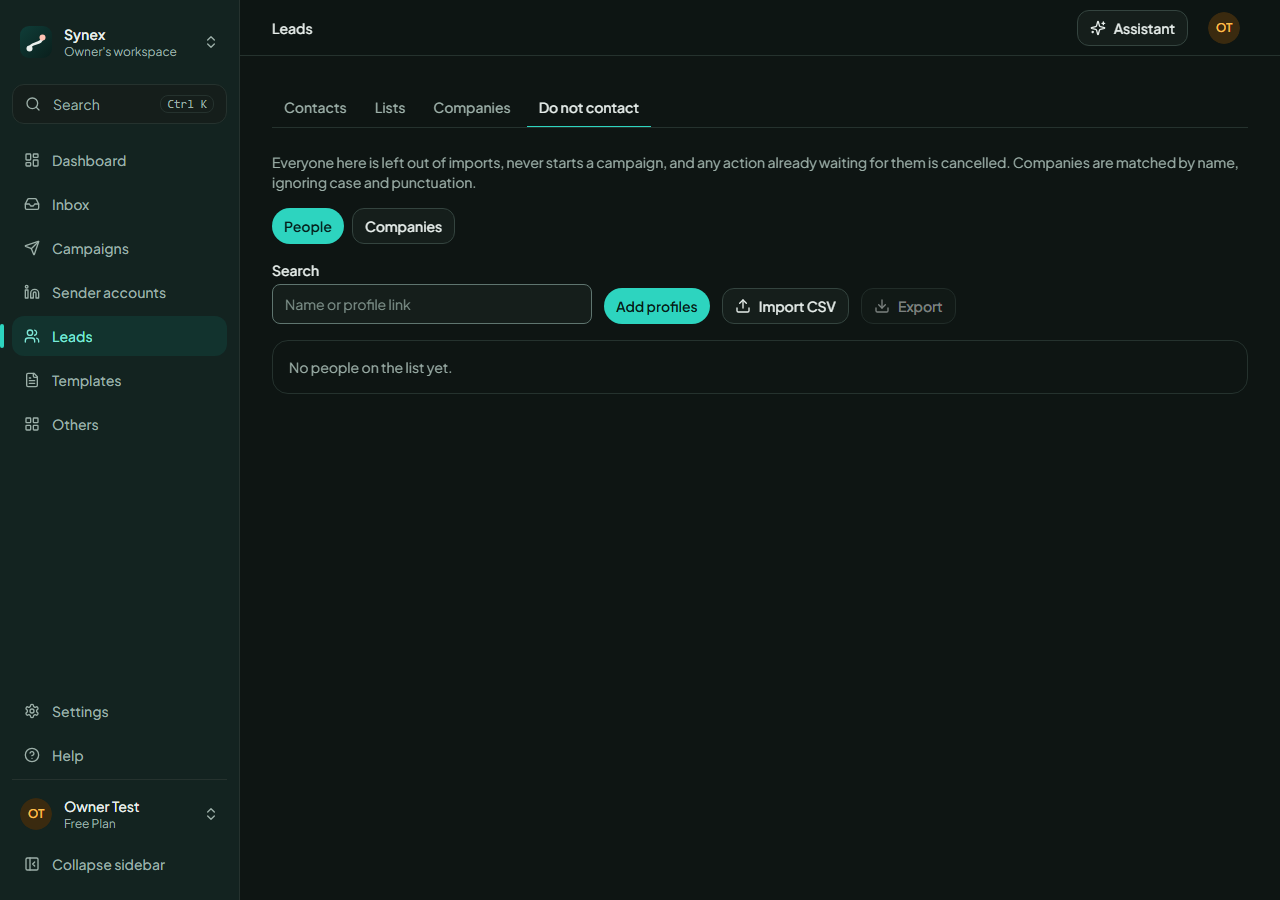 Synex
Owner's workspace
Search Ctrl K
Dashboard
Inbox
Campaigns
Sender accounts
Leads
Templates
Others
Settings
Help
OT
Owner Test
Free Plan
Collapse sidebar
Leads
Assistant
OT
Contacts Lists Companies Do not contact
Everyone here is left out of imports, never starts a campaign, and any action already waiting for them is cancelled. Companies are matched by name,
ignoring case and punctuation.
People Companies
Search
Name or profile link Add profiles Import CSV Export
No people on the list yet.